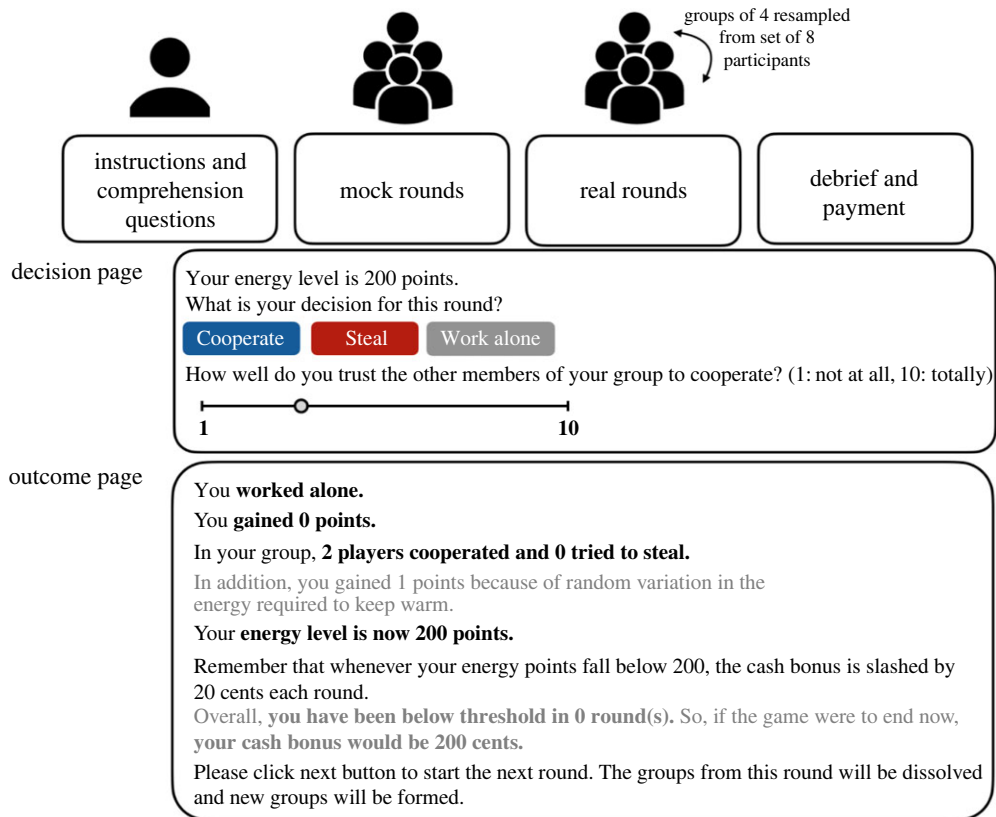 groups of 4 resampled
from set of 8
participants
instructions and
comprehension
questions
mock rounds
real rounds
debrief and
payment
decision page
Your energy level is 200 points.
What is your decision for this round?
Cooperate
Steal
Work alone
How well do you trust the other members of your group to cooperate? (1: not at all, 10: totally)
1
10
outcome page
You worked alone.
You gained 0 points.
In your group, 2 players cooperated and 0 tried to steal.
In addition, you gained 1 points because of random variation in the
energy required to keep warm.
Your energy level is now 200 points.
Remember that whenever your energy points fall below 200, the cash bonus is slashed by
20 cents each round.
Overall, you have been below threshold in 0 round(s). So, if the game were to end now,
your cash bonus would be 200 cents.
Please click next button to start the next round. The groups from this round will be dissolved
and new groups will be formed.